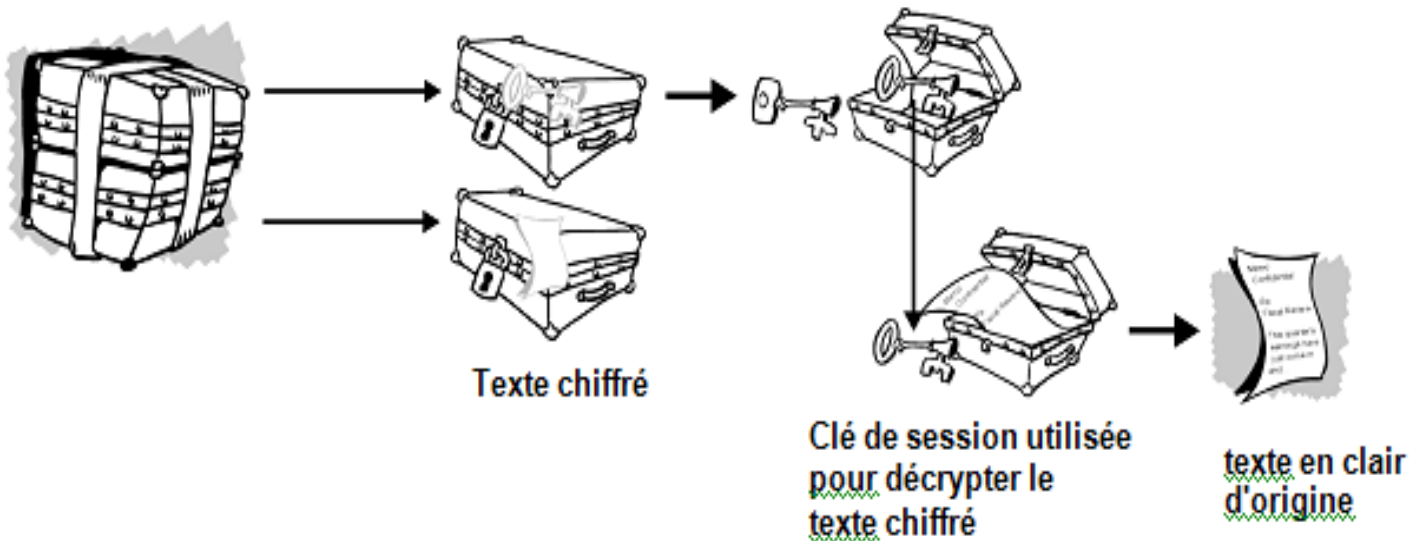 Texte chiffré
Clé de session utilisée
pour décrypter le
texte chiffré
texte en clair
d'origine